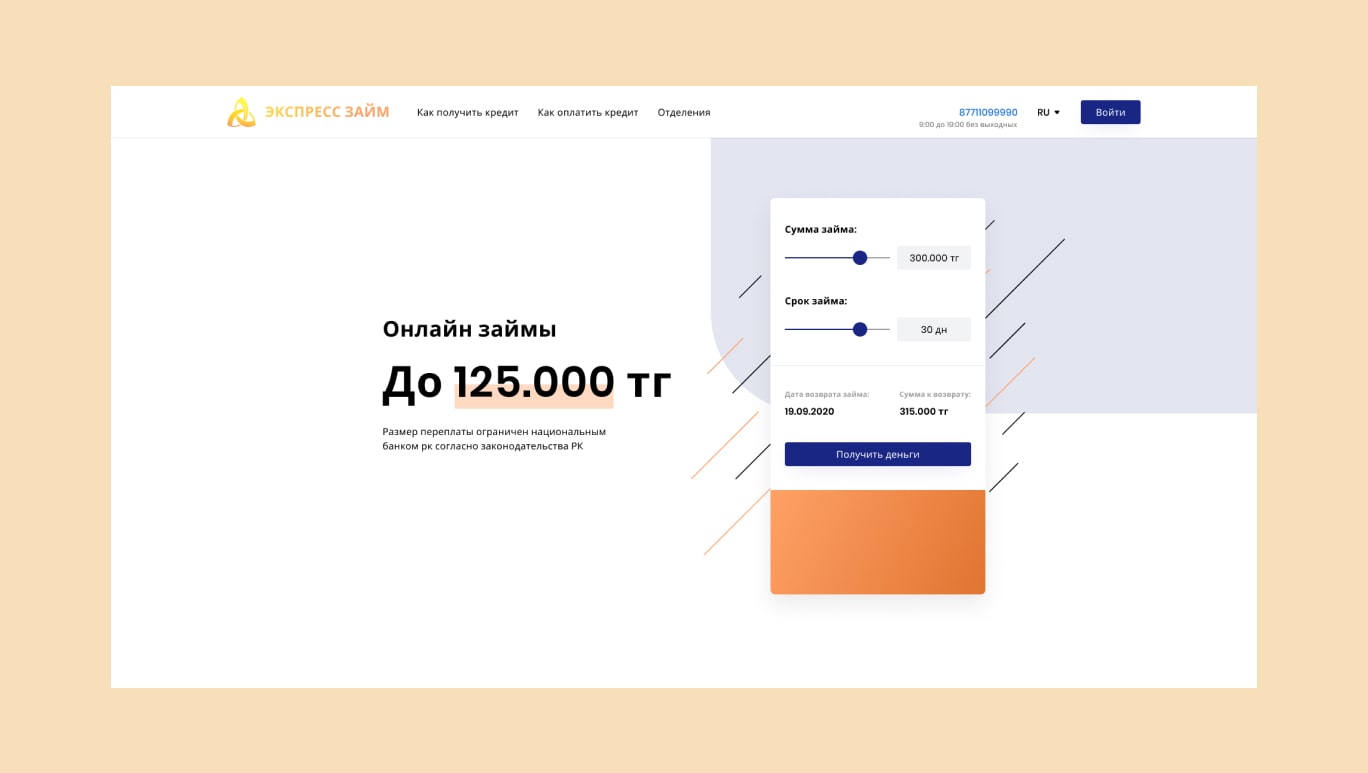 ЭКСПРЕСС ЗАЙМ
Как получить кредит
Как оплатить кредит
Отделения
87711099990
9:00 до 19:00 без выходных
RU
Войти
Онлайн займы
До 125.000 тг
Размер переплаты ограничен национальным
банком рк согласно законодательства РК
Сумма займа:
300.000 тг
Срок займа:
30 дн
Дата возврата займа:
19.09.2020
Сумма к возврату:
315.000 тг
Получить деньги